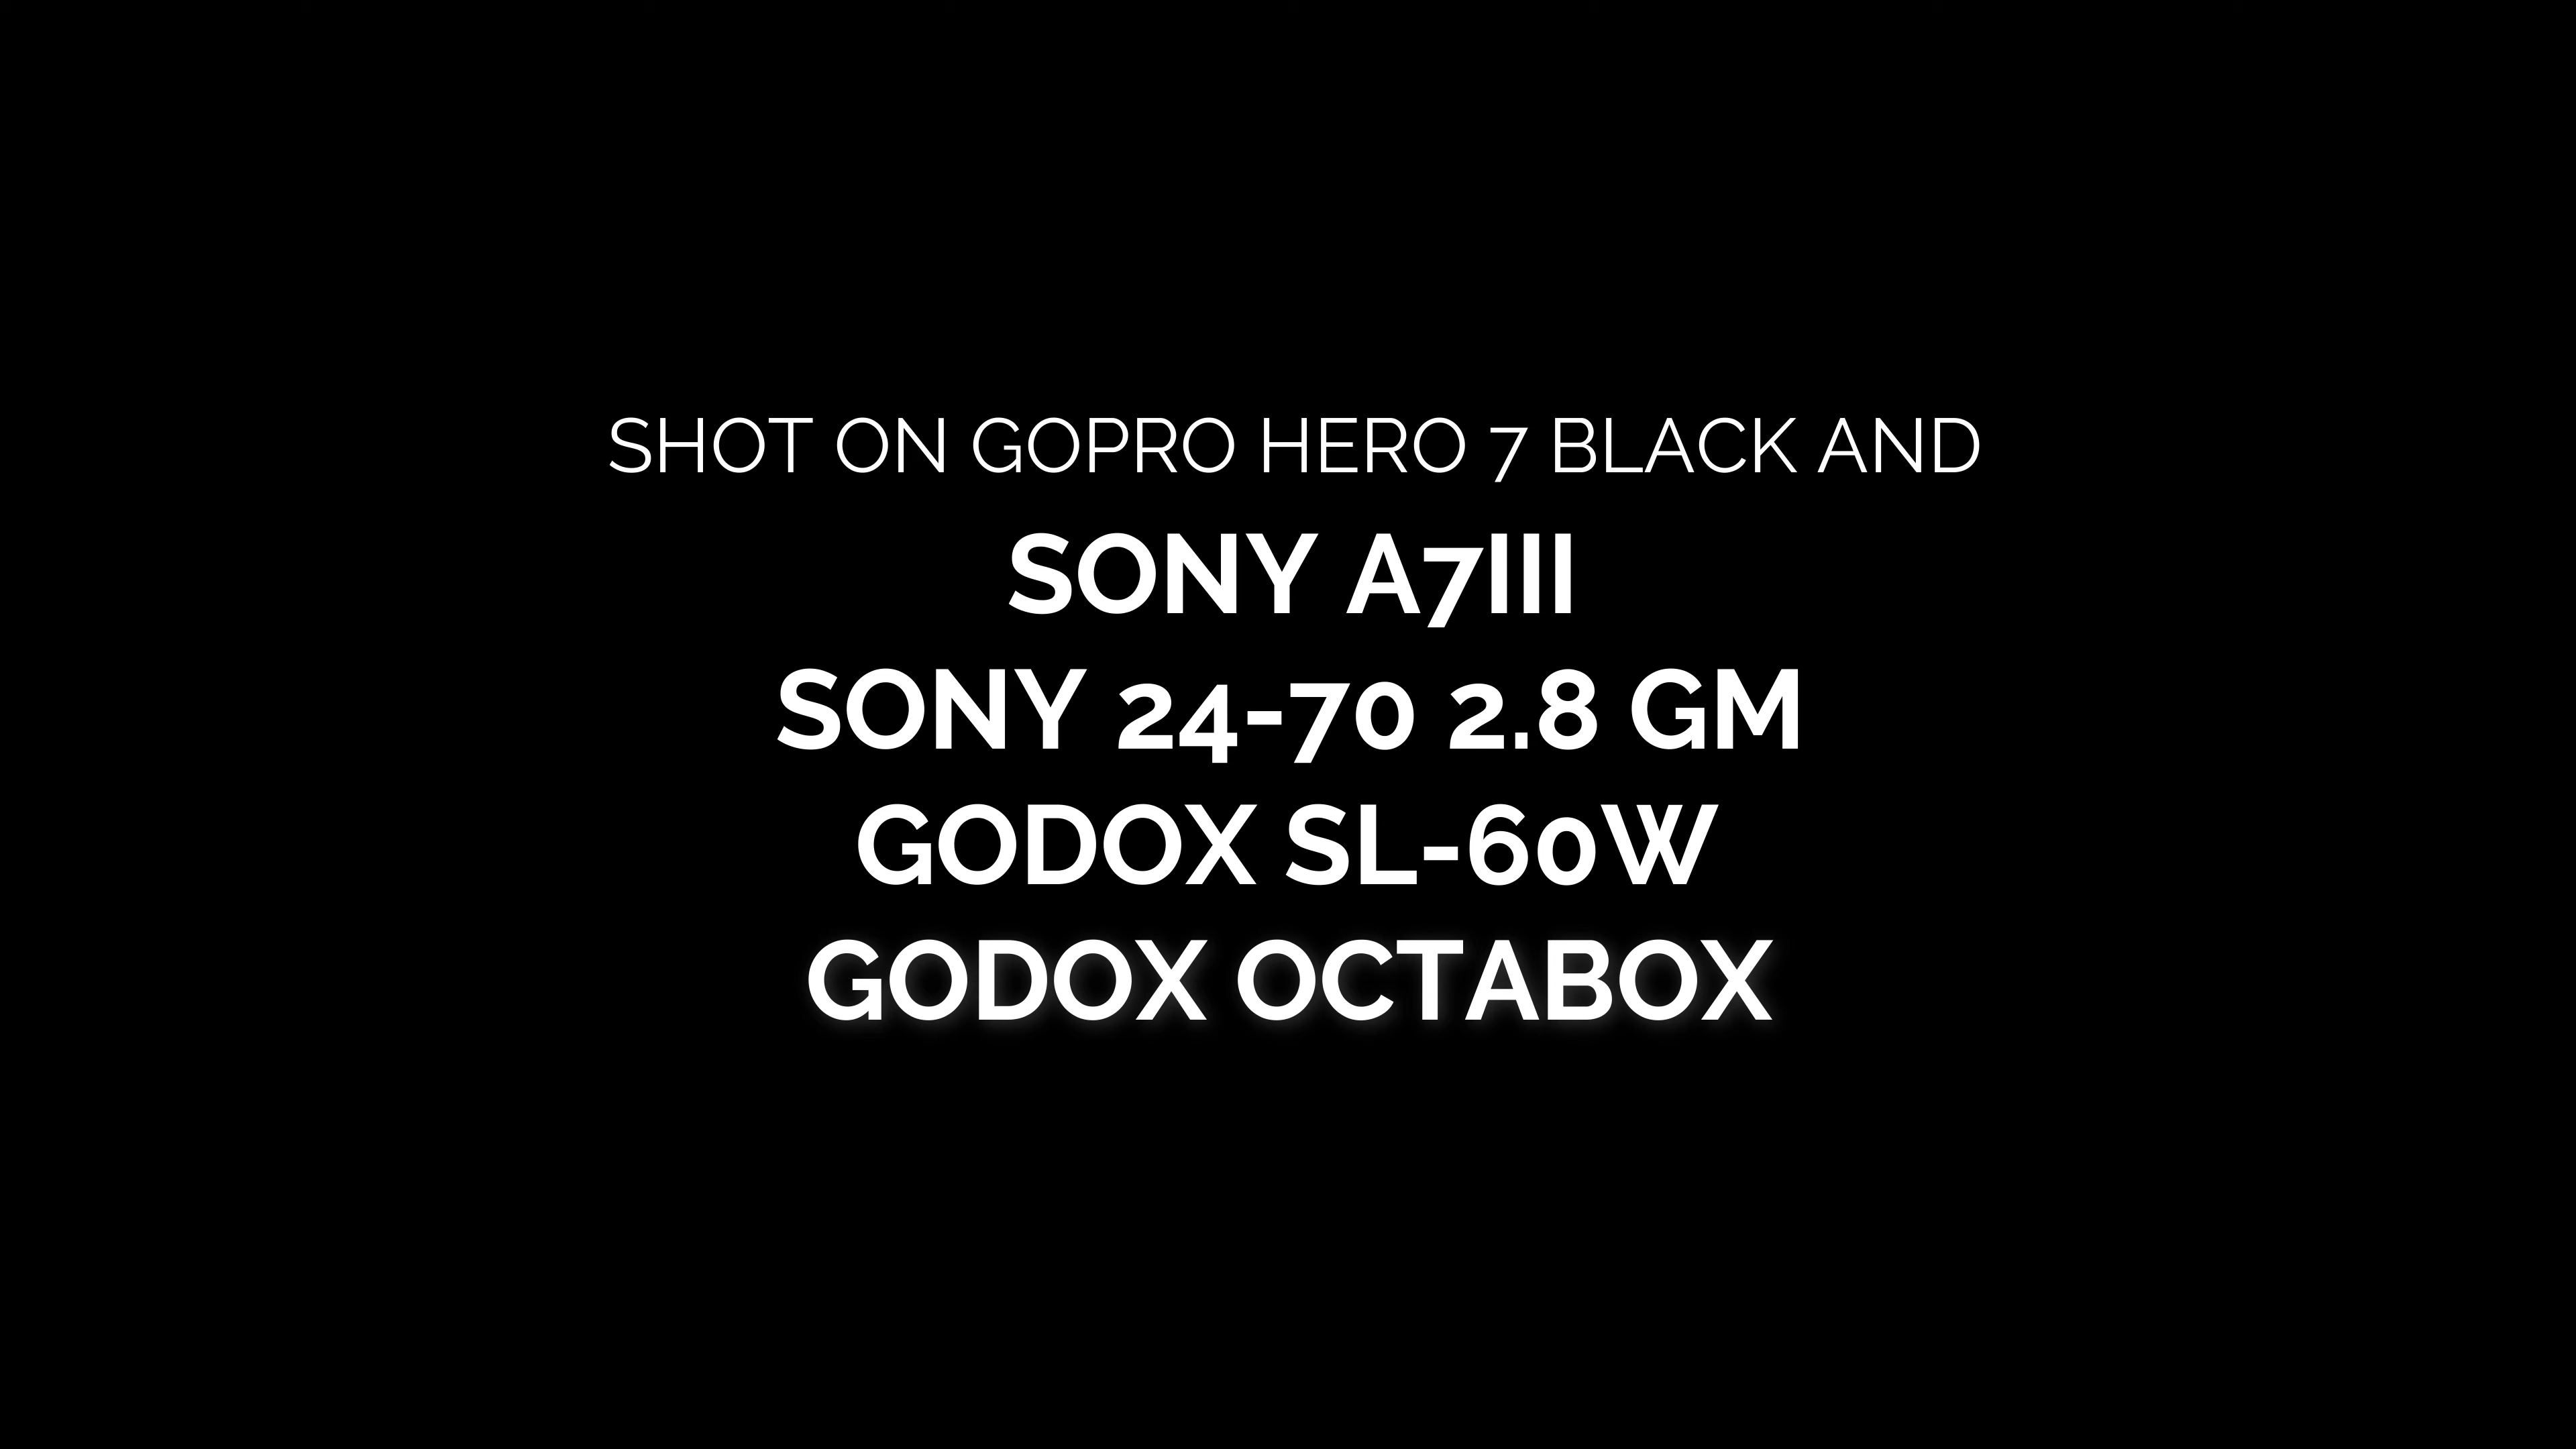 SHOT ON GOPRO HERO 7 BLACK AND
SONY A7III
SONY 24-70 2.8 GM
GODOX SL-60W
GODOX OCTABOX